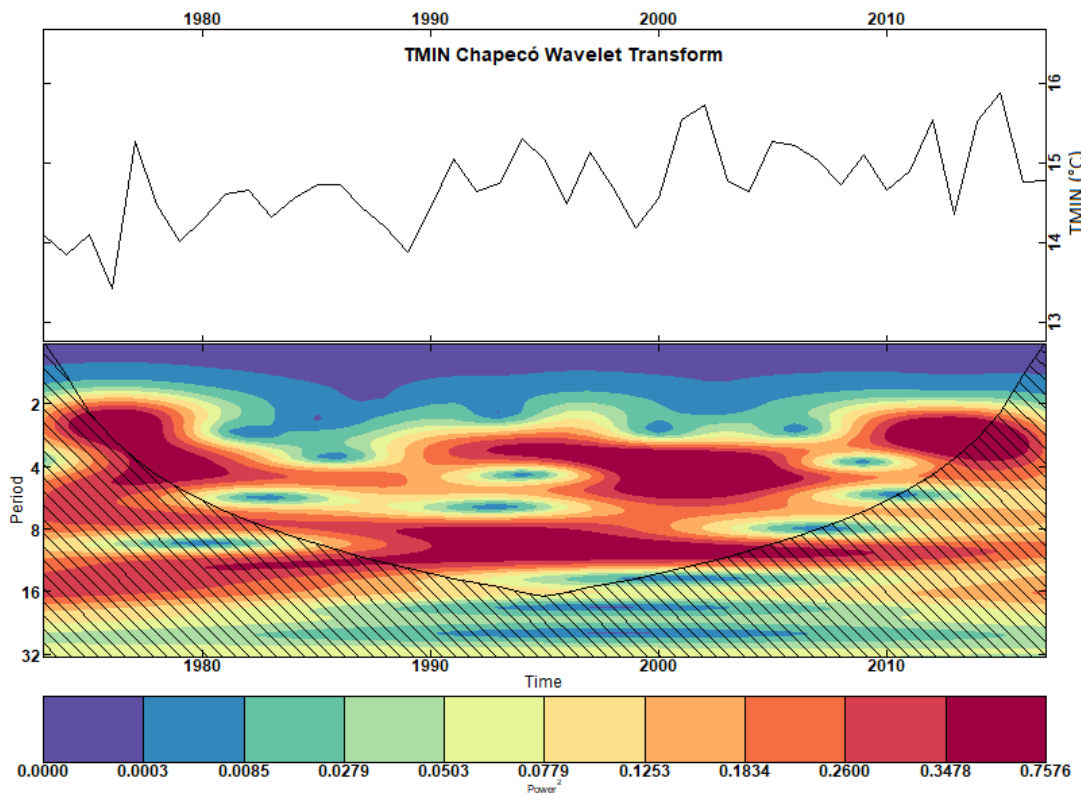 1980 1990 2000 2010
TMIN Chapecó Wavelet Transform
16
15
14
13
TMIN (°C)
2
4
8
16
32
Period
1980 1990 2000 2010
Time
0.0000 0.0003 0.0085 0.0279 0.0503 0.0779 0.1253 0.1834 0.2600 0.3478 0.7576
Power²